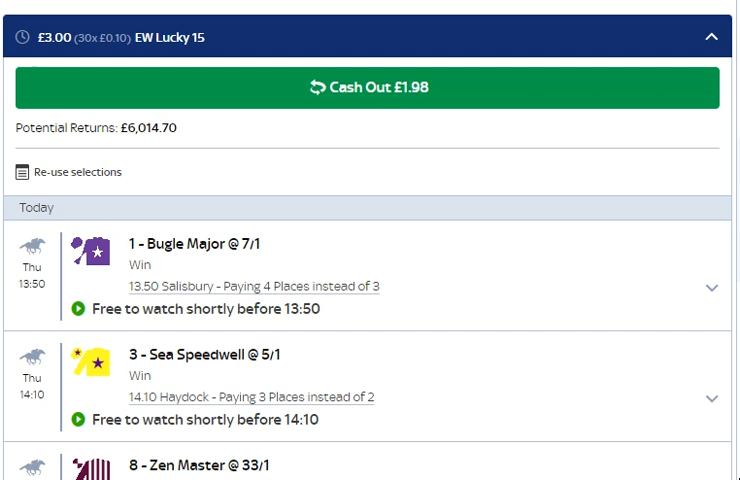 £3.00 (30x £0.10) EW Lucky 15
Cash Out £1.98
Potential Returns: £6,014.70
Re-use selections
Today
Thu
13:50
1 - Bugle Major @ 7/1
Win
13.50 Salisbury - Paying 4 Places instead of 3
Free to watch shortly before 13:50
Thu
14:10
3 - Sea Speedwell @ 5/1
Win
14.10 Haydock - Paying 3 Places instead of 2
Free to watch shortly before 14:10
8 - Zen Master @ 33/1